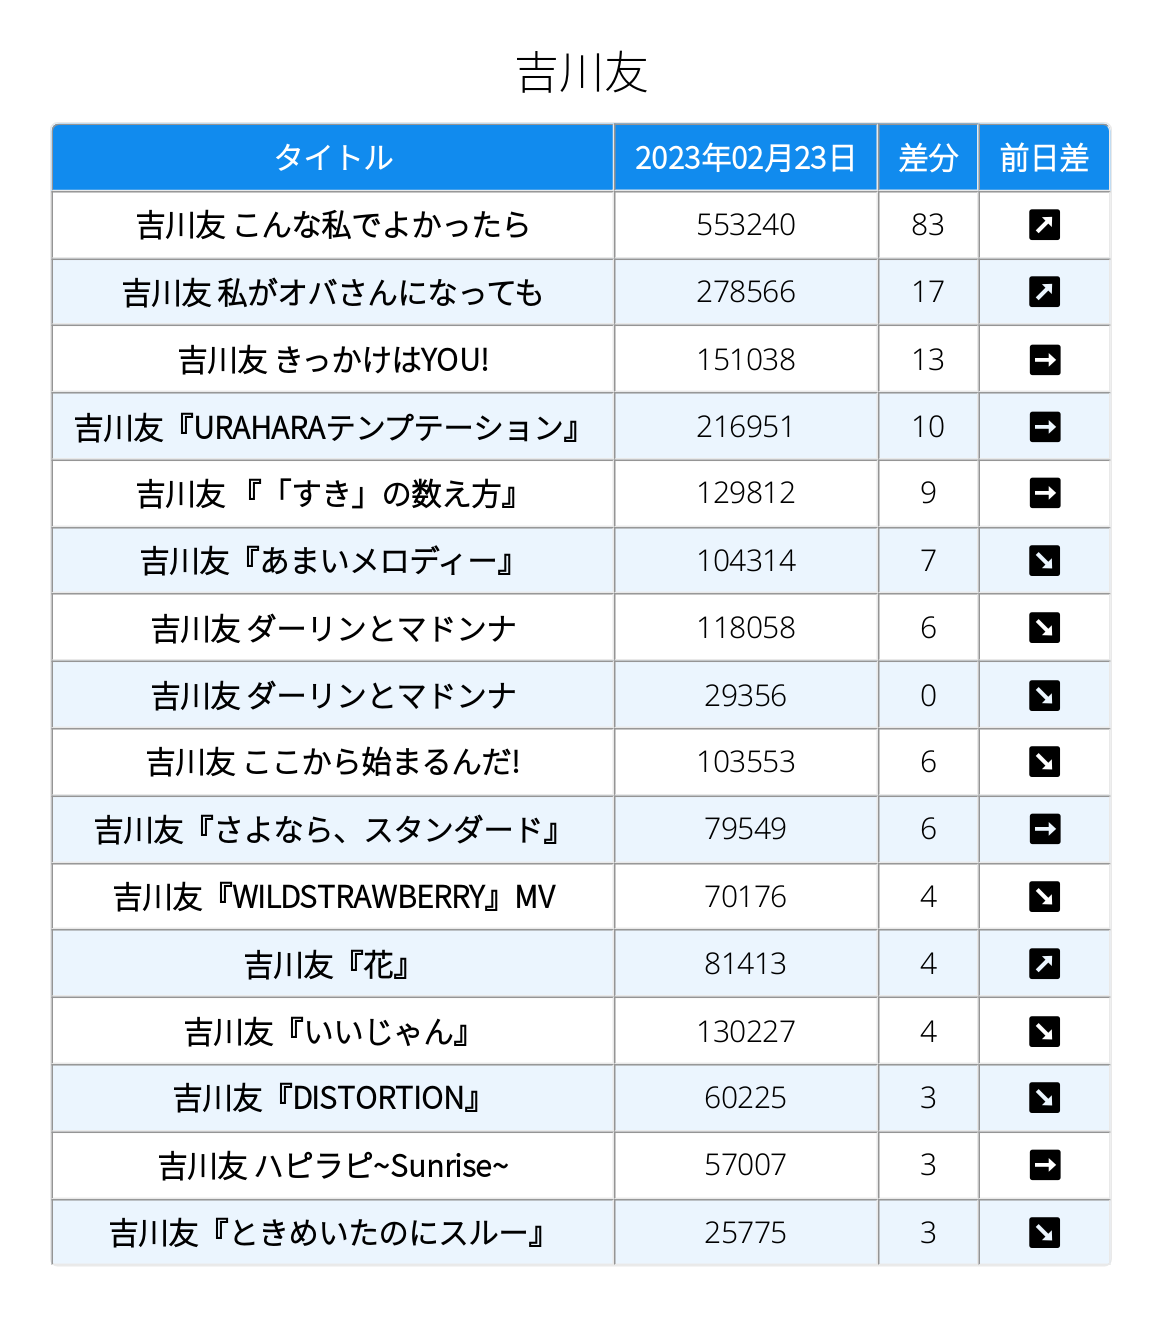 吉川友
タイトル 2023年02月23日 差分 前日差
吉川友 こんな私でよかったら 553240 83
吉川友 私がオバさんになっても 278566 17
吉川友 きっかけはYOU! 151038 13
吉川友『URAHARAテンプテーション』 216951 10
吉川友 『「すき」の数え方』 129812 9
吉川友『あまいメロディー』 104314 7
吉川友 ダーリンとマドンナ 118058 6
吉川友 ダーリンとマドンナ 29356 0
吉川友 ここから始まるんだ! 103553 6
吉川友『さよなら、スタンダード』 79549 6
吉川友『WILDSTRAWBERRY』MV 70176 4
吉川友『花』 81413 4
吉川友『いいじゃん』 130227 4
吉川友『DISTORTION』 60225 3
吉川友 ハピラピ~Sunrise~ 57007 3
吉川友『ときめいたのにスルー』 25775 3